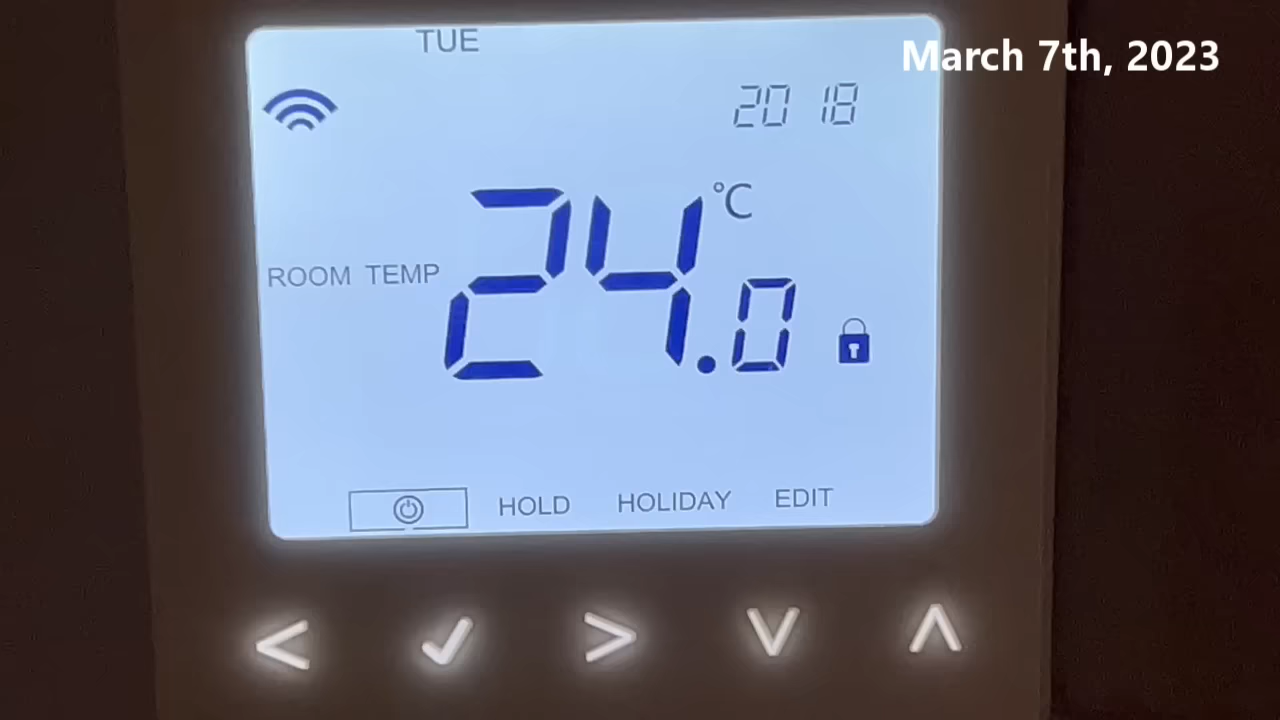 TUE
March 7th, 2023
20 18
24.0 °C
ROOM TEMP
HOLD HOLIDAY EDIT